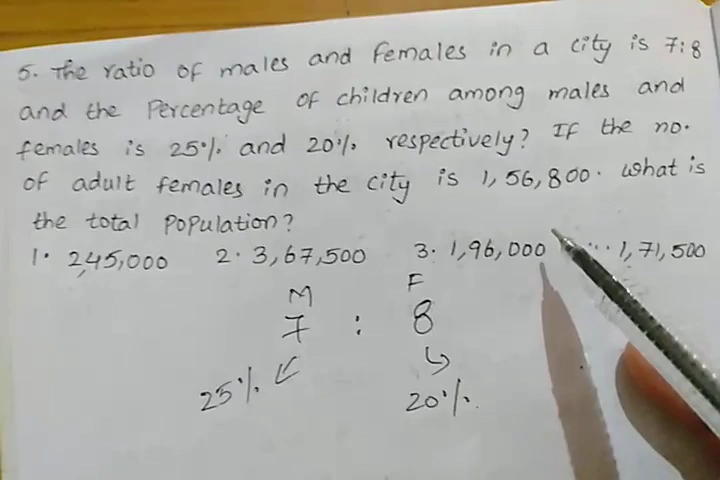 5. The ratio of males and females in a city is 7:8
and the Percentage of children among males and
females is 25% and 20% respectively? If the no.
of adult females in the city is 1,56,800. what is
the total Population?
1. 245,000 2. 3,67,500 3. 1,96,000 1,71,500
M F
7 : 8
25% 20%.